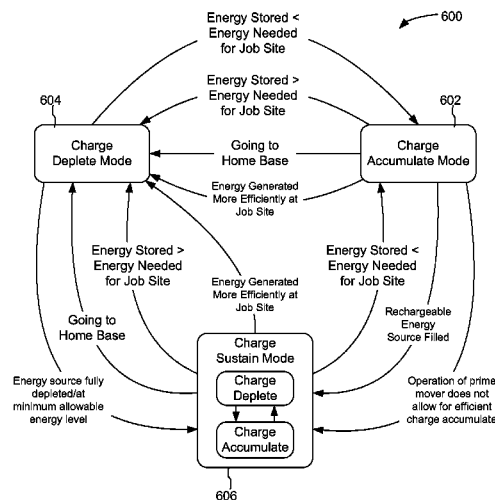 Energy Stored <
Energy Needed
for Job Site
600
Energy Stored >
Energy Needed
for Job Site
604
602
Charge
Deplete Mode
Going to
Home Base
Charge
Accumulate Mode
Energy Generated
More Efficiently at
Job Site
Energy Stored >
Energy Needed
for Job Site
Energy Stored <
Energy Needed
for Job Site
Energy Generated
More Efficiently at
Job Site
Going to
Home Base
Rechargeable
Energy
Source Filled
Charge
Sustain Mode
Energy source fully
depleted/at
minimum allowable
energy level
Charge
Deplete
Operation of prime
mover does not
allow for efficient
charge accumulate
Charge
Accumulate
606